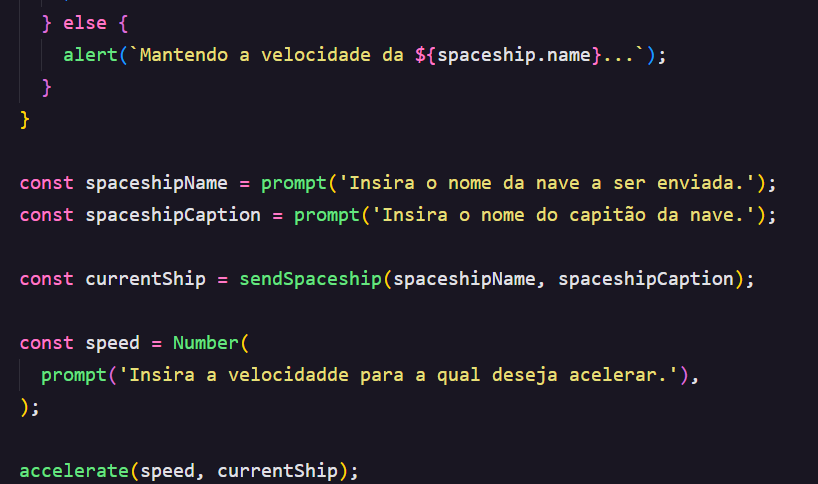 } else {
alert(`Mantendo a velocidade da ${spaceship.name}...`);
}
}
const spaceshipName = prompt('Insira o nome da nave a ser enviada.');
const spaceshipCaption = prompt('Insira o nome do capitão da nave.');
const currentShip = sendSpaceship(spaceshipName, spaceshipCaption);
const speed = Number(
prompt('Insira a velocidadde para a qual deseja acelerar.'),
);
accelerate(speed, currentShip);